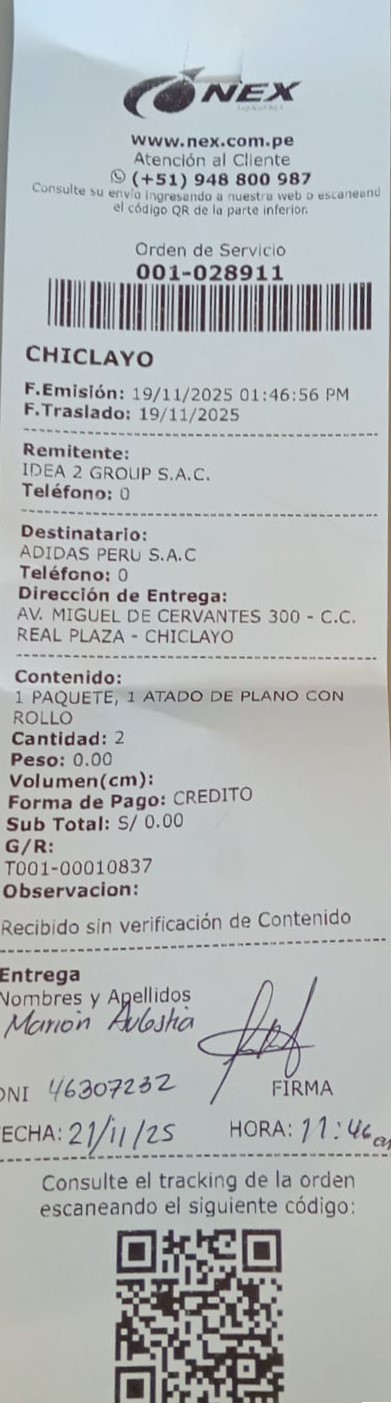 NEX
www.nex.com.pe
Atención al Cliente
(+51) 948 800 987
Consulte su envío ingresando a nuestra web o escaneand
el código QR de la parte inferior.
Orden de Servicio
001-028911
CHICLAYO
F.Emisión: 19/11/2025 01:46:56 PM
F.Traslado: 19/11/2025
Remitente:
IDEA 2 GROUP S.A.C.
Teléfono: 0
Destinatario:
ADIDAS PERU S.A.C
Teléfono: 0
Dirección de Entrega:
AV. MIGUEL DE CERVANTES 300 - C.C.
REAL PLAZA - CHICLAYO
Contenido:
1 PAQUETE, 1 ATADO DE PLANO CON
ROLLO
Cantidad: 2
Peso: 0.00
Volumen(cm):
Forma de Pago: CREDITO
Sub Total: S/ 0.00
G/R:
T001-00010837
Observacion:
Recibido sin verificación de Contenido
Entrega
Nombres y Apellidos
Marion
DNI 46307232 FIRMA
FECHA: 21/11/25 HORA: 11:46 am
Consulte el tracking de la orden
escaneando el siguiente código: